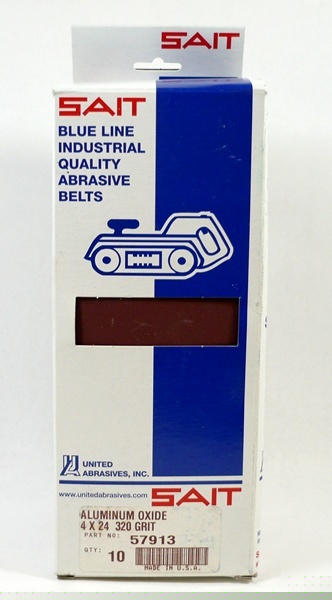 SAIT
SAIT
BLUE LINE
INDUSTRIAL
QUALITY
ABRASIVE
BELTS
UNITED
ABRASIVES, INC.
www.unitedabrasives.com
SAIT
ALUMINUM OXIDE
4 X 24 320 GRIT
PART NO: 57913
QTY: 10
MADE IN U.S.A.